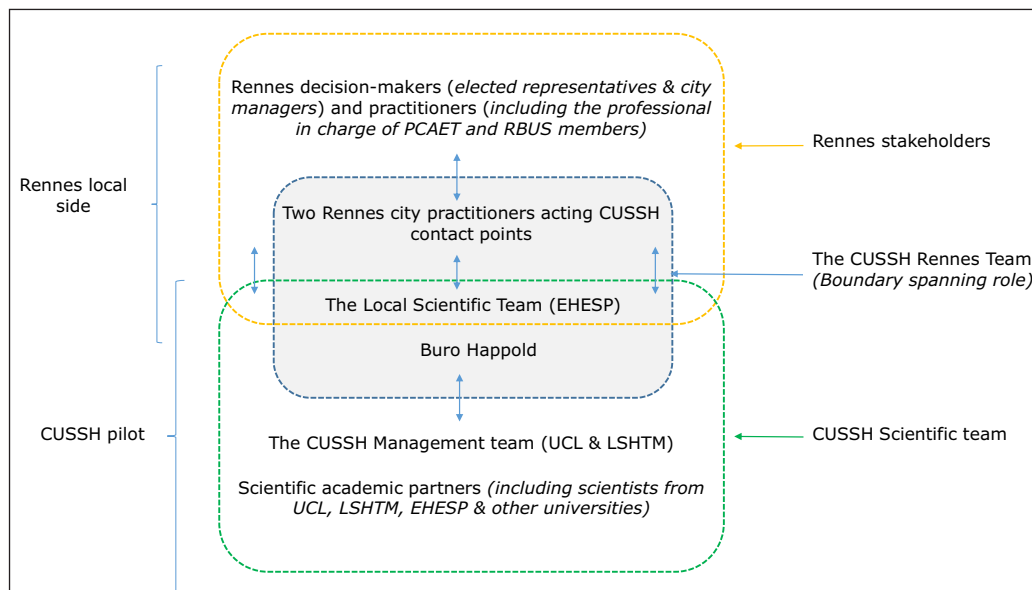 Rennes decision-makers (elected representatives & city
managers) and practitioners (including the professional
in charge of PCAET and RBUS members)
Rennes stakeholders
Rennes local
side
Two Rennes city practitioners acting CUSSH
contact points
The CUSSH Rennes Team
(Boundary spanning role)
The Local Scientific Team (EHESP)
Buro Happold
CUSSH pilot
The CUSSH Management team (UCL & LSHTM)
CUSSH Scientific team
Scientific academic partners (including scientists from
UCL, LSHTM, EHESP & other universities)